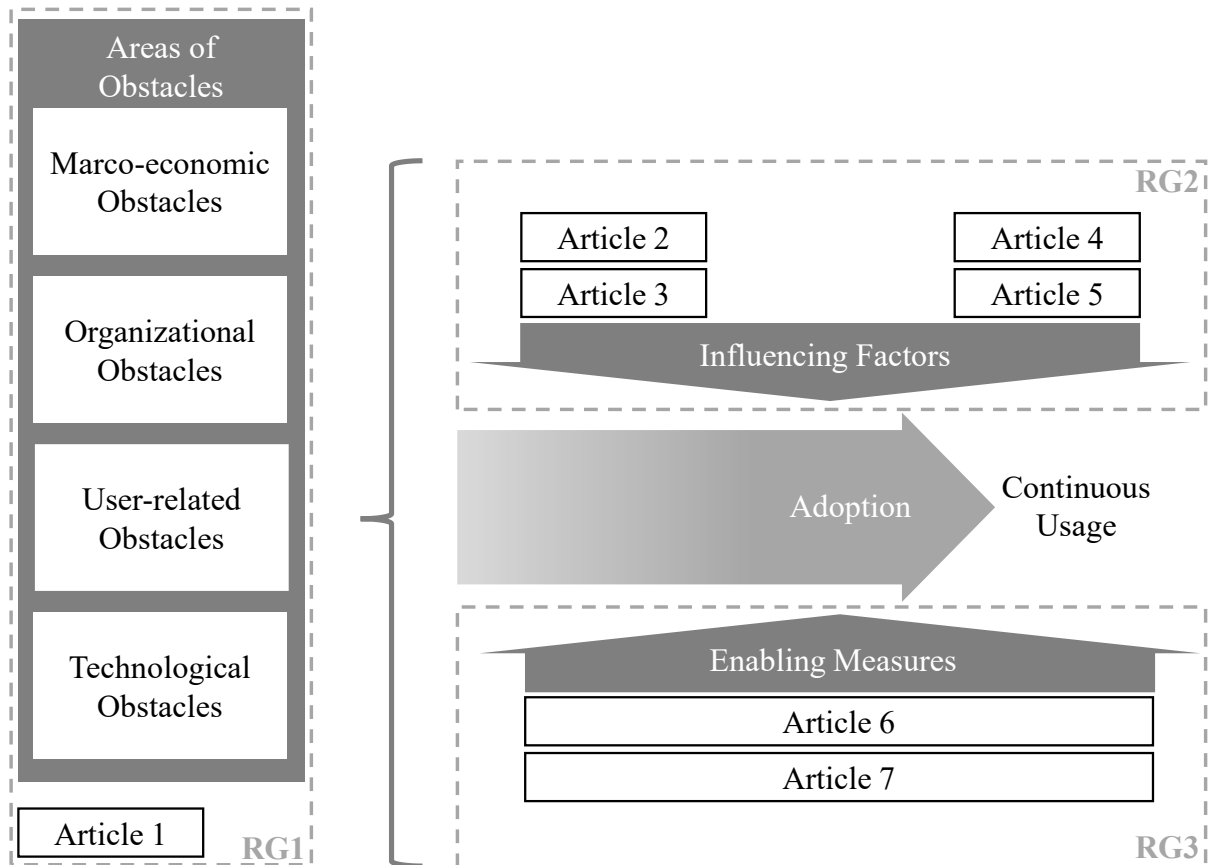 Areas of
Obstacles
Marco-economic
Obstacles
Organizational
Obstacles
User-related
Obstacles
Technological
Obstacles
Article 1
RG1
RG2
Article 2
Article 4
Article 3
Article 5
Influencing Factors
Adoption
Continuous
Usage
Enabling Measures
Article 6
Article 7
RG3